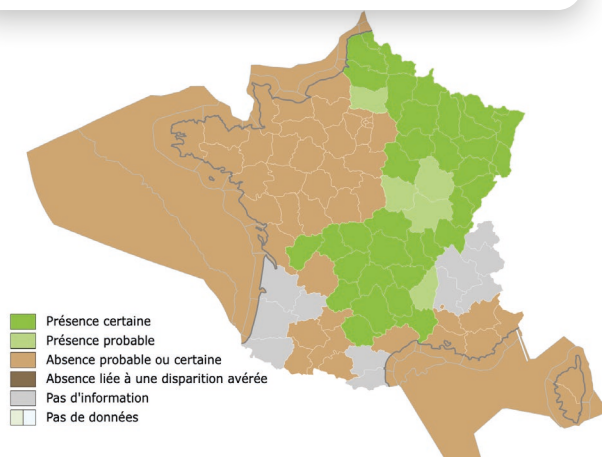 Présence certaine
Présence probable
Absence probable ou certaine
Absence liée à une disparition avérée
Pas d'information
Pas de données